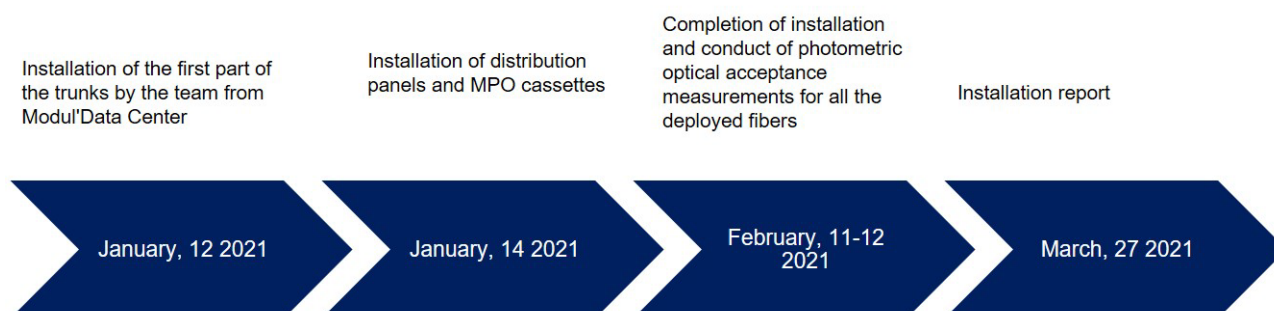 Installation of the first part of
the trunks by the team from
Modul'Data Center
Installation of distribution
panels and MPO cassettes
Completion of installation
and conduct of photometric
optical acceptance
measurements for all the
deployed fibers
Installation report
January, 12 2021
January, 14 2021
February, 11-12
2021
March, 27 2021